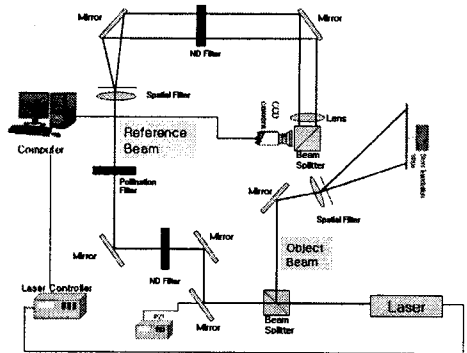 Mirror
Mirror
ND Filter
Spatial Filter
CCD
camera
Lens
Reference
Beam
Computer
Beam
Splitter
Mirror
Spatial Filter
Mirror
Mirror
Object
Beam
ND Filter
Laser Controller
PZT
Mirror
Beam
Splitter
Laser